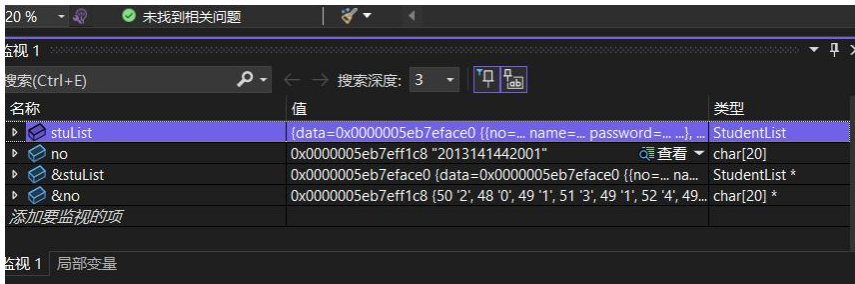 20 % 未找到相关问题
监视 1
搜索(Ctrl+E) 搜索深度: 3
名称 值 类型
stuList {data=0x0000005eb7eface0 {{no=... name=... password=... ...}, ... StudentList
no 0x0000005eb7eff1c8 "2013141442001" 查看 char[20]
&stuList 0x0000005eb7eface0 {data=0x0000005eb7eface0 {{no=... na... StudentList *
&no 0x0000005eb7eff1c8 {50 '2', 48 '0', 49 '1', 51 '3', 49 '1', 52 '4', 49... char[20] *
添加要监视的项
监视 1 局部变量